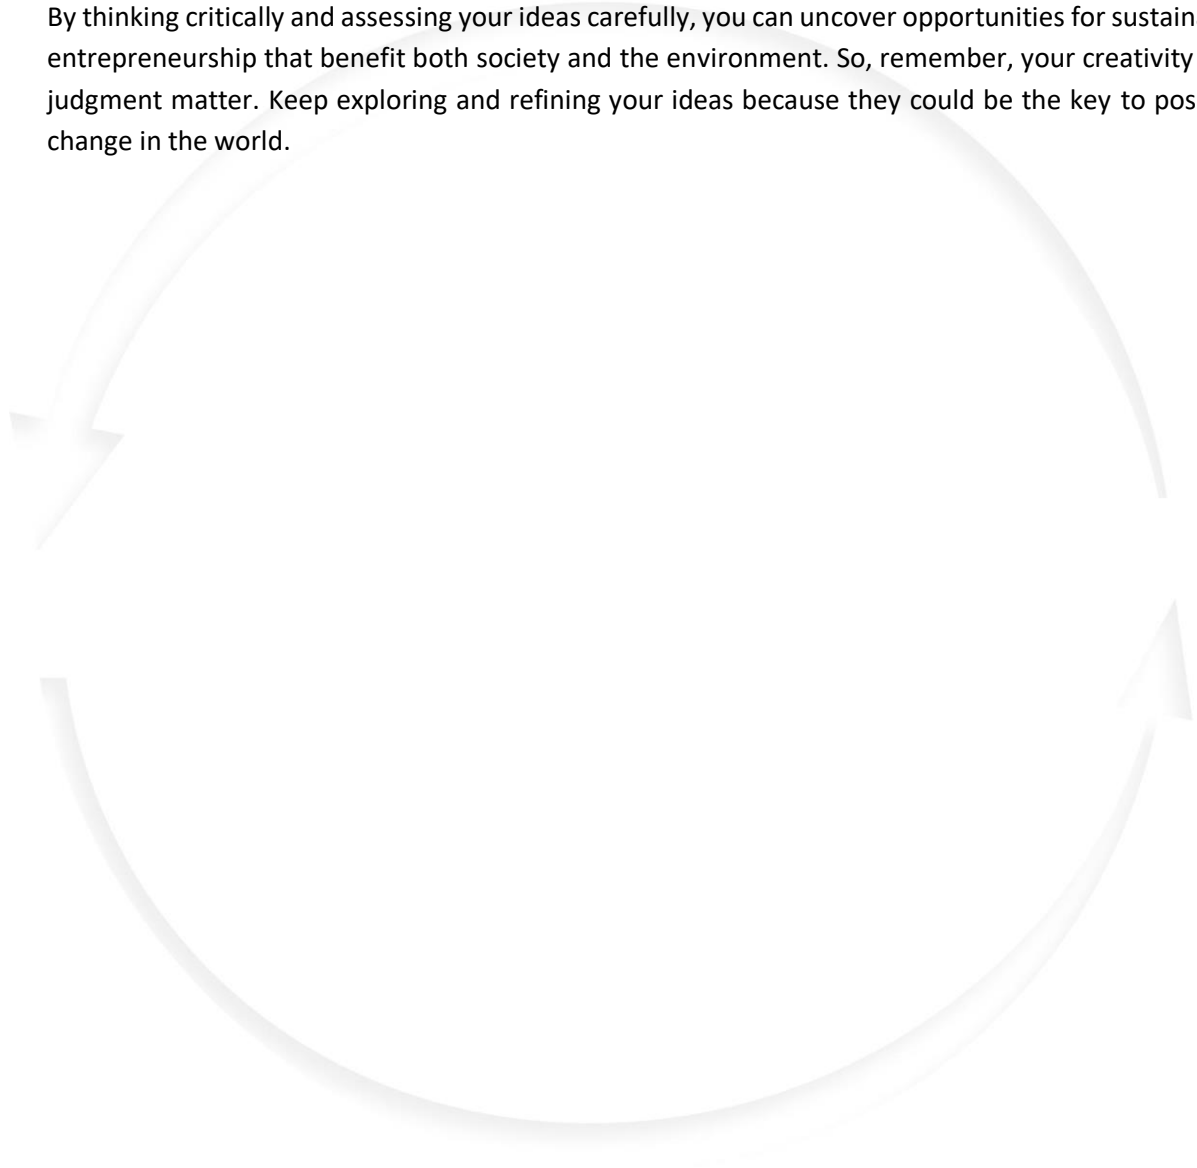 By thinking critically and assessing your ideas carefully, you can uncover opportunities for sustain
entrepreneurship that benefit both society and the environment. So, remember, your creativity
judgment matter. Keep exploring and refining your ideas because they could be the key to pos
change in the world.